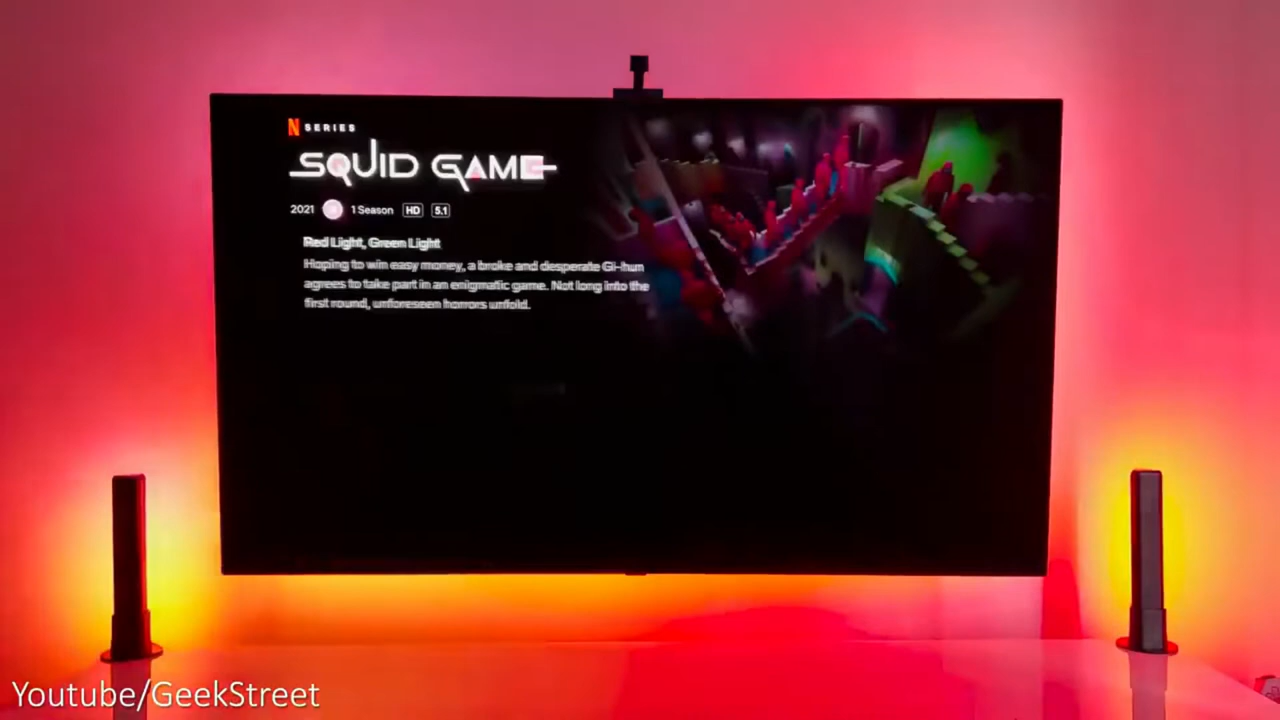 N SERIES
SQUID GAME
2021 1 Season HD 5.1
Red Light, Green Light
Hoping to win easy money, a broke and desperate Gi-hun
agrees to take part in an enigmatic game. Not long into the
first round, unforeseen horrors unfold.
Youtube/GeekStreet